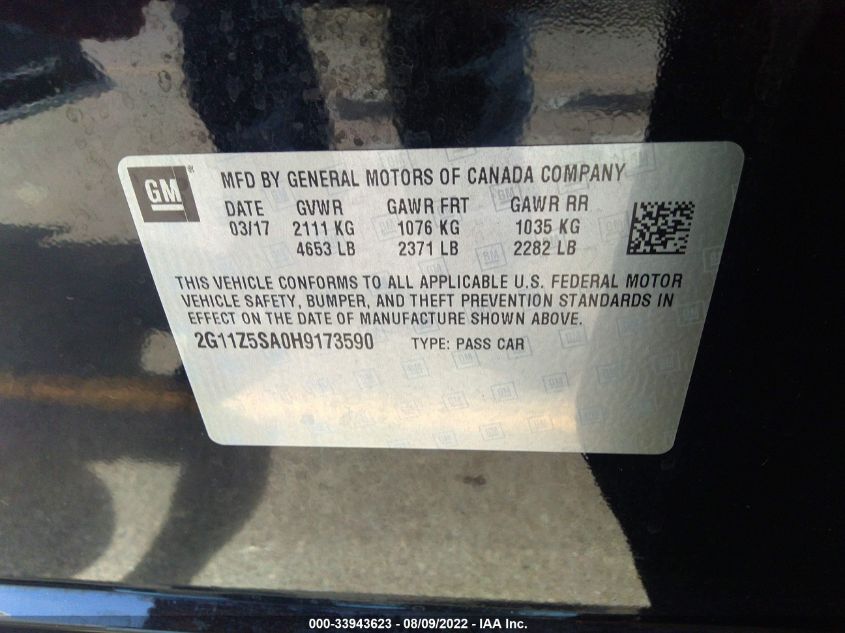 GM ®
MFD BY GENERAL MOTORS OF CANADA COMPANY
DATE GVWR GAWR FRT GAWR RR
03/17 2111 KG 1076 KG 1035 KG
4653 LB 2371 LB 2282 LB
THIS VEHICLE CONFORMS TO ALL APPLICABLE U.S. FEDERAL MOTOR
VEHICLE SAFETY, BUMPER, AND THEFT PREVENTION STANDARDS IN
EFFECT ON THE DATE OF MANUFACTURE SHOWN ABOVE.
2G11Z5SA0H9173590 TYPE: PASS CAR
000-33943623 - 08/09/2022 - IAA Inc.